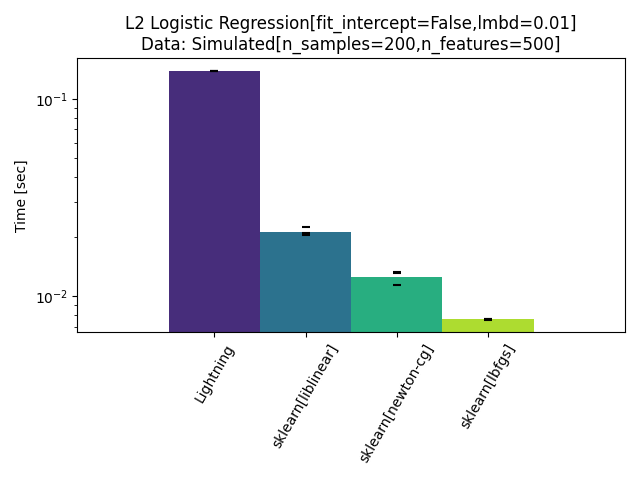 L2 Logistic Regression[fit_intercept=False,lmbd=0.01]
Data: Simulated[n_samples=200,n_features=500]
Time [sec]
10⁻¹
10⁻²
Lightning
sklearn[liblinear]
sklearn[newton-cg]
sklearn[lbfgs]